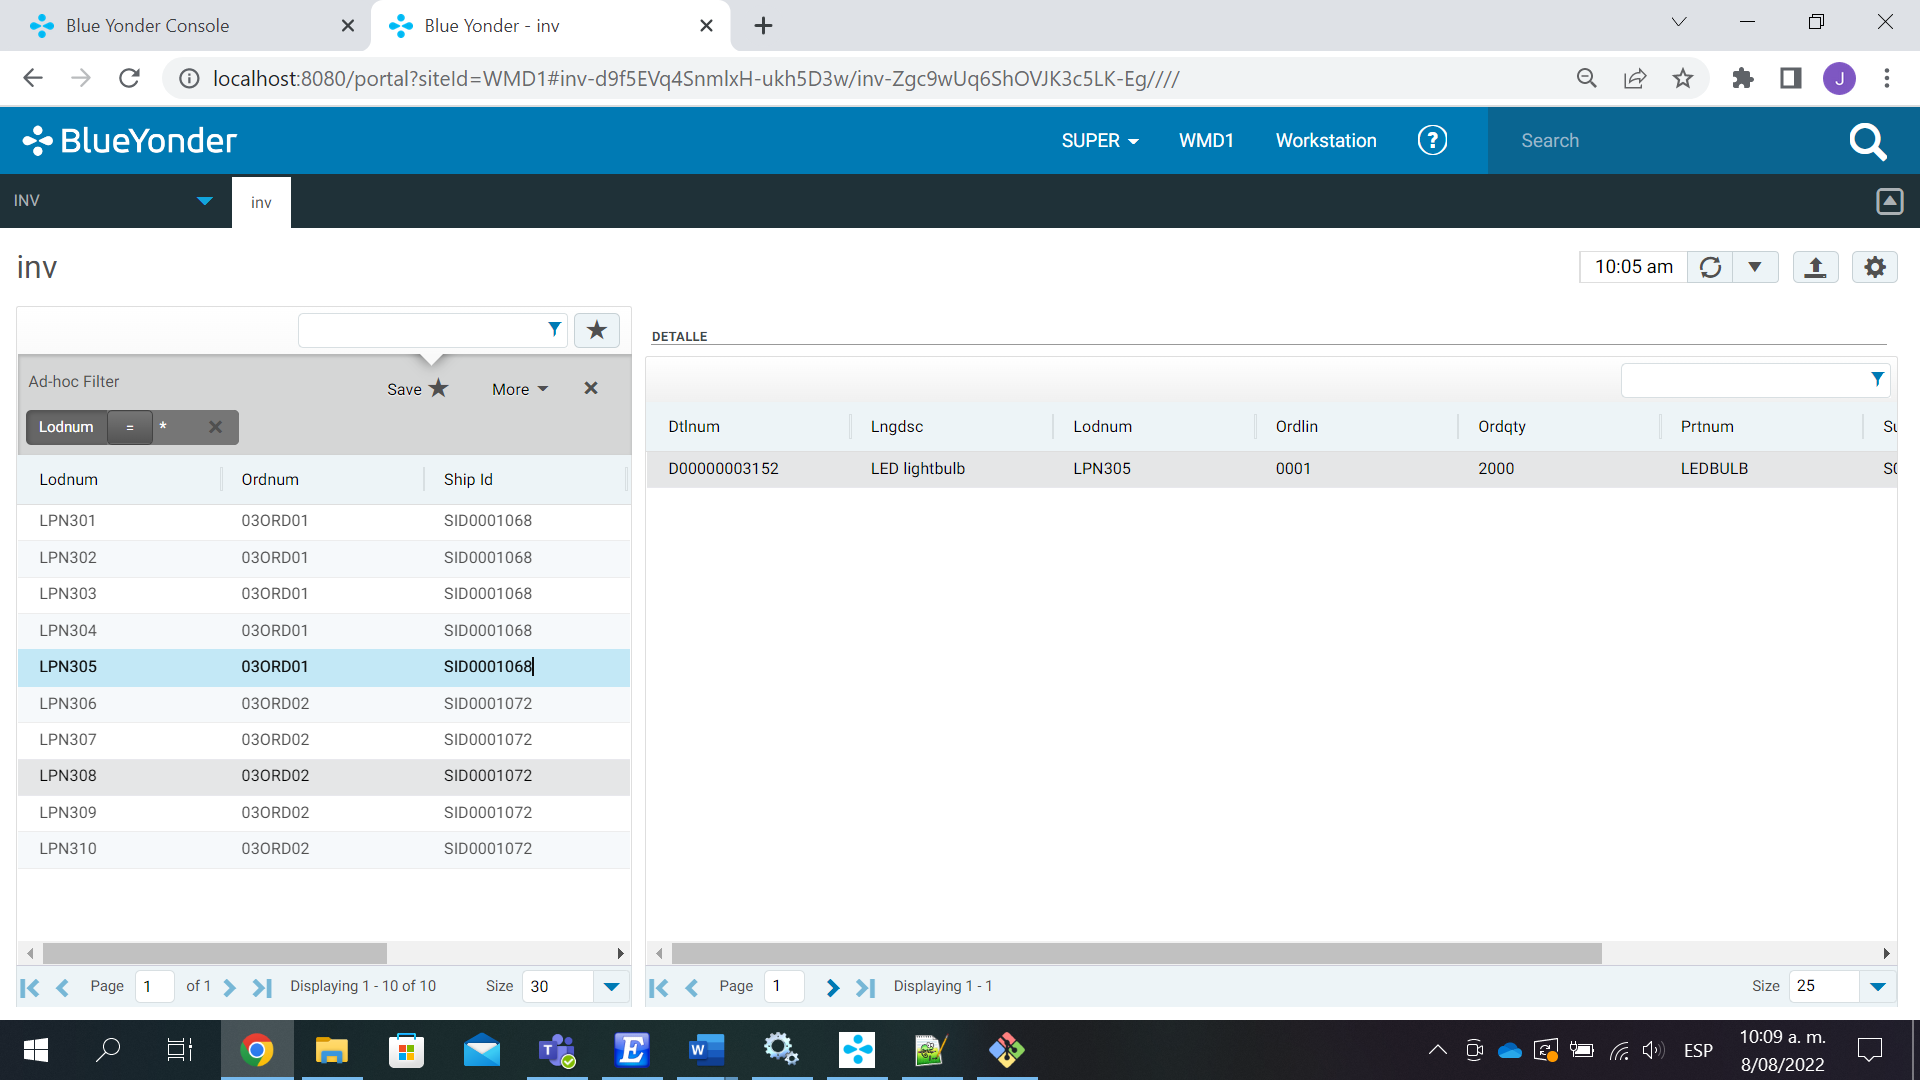 Blue Yonder Console
Blue Yonder - inv
localhost:8080/portal?siteId=WMD1#inv-d9f5EVq4SnmlxH-ukh5D3w/inv-Zgc9wUq6ShOVJK3c5LK-Eg////
J
BlueYonder
SUPER
WMD1
Workstation
?
Search
INV
inv
inv
10:05 am
Ad-hoc Filter
Save
More
Lodnum = *
Lodnum Ordnum Ship Id
LPN301 03ORD01 SID0001068
LPN302 03ORD01 SID0001068
LPN303 03ORD01 SID0001068
LPN304 03ORD01 SID0001068
LPN305 03ORD01 SID0001068
LPN306 03ORD02 SID0001072
LPN307 03ORD02 SID0001072
LPN308 03ORD02 SID0001072
LPN309 03ORD02 SID0001072
LPN310 03ORD02 SID0001072
Page 1 of 1 Displaying 1 - 10 of 10 Size 30
DETALLE
Dtlnum Lngdsc Lodnum Ordlin Ordqty Prtnum
D00000003152 LED lightbulb LPN305 0001 2000 LEDBULB
Page 1 Displaying 1 - 1 Size 25
ESP
10:09 a. m.
8/08/2022